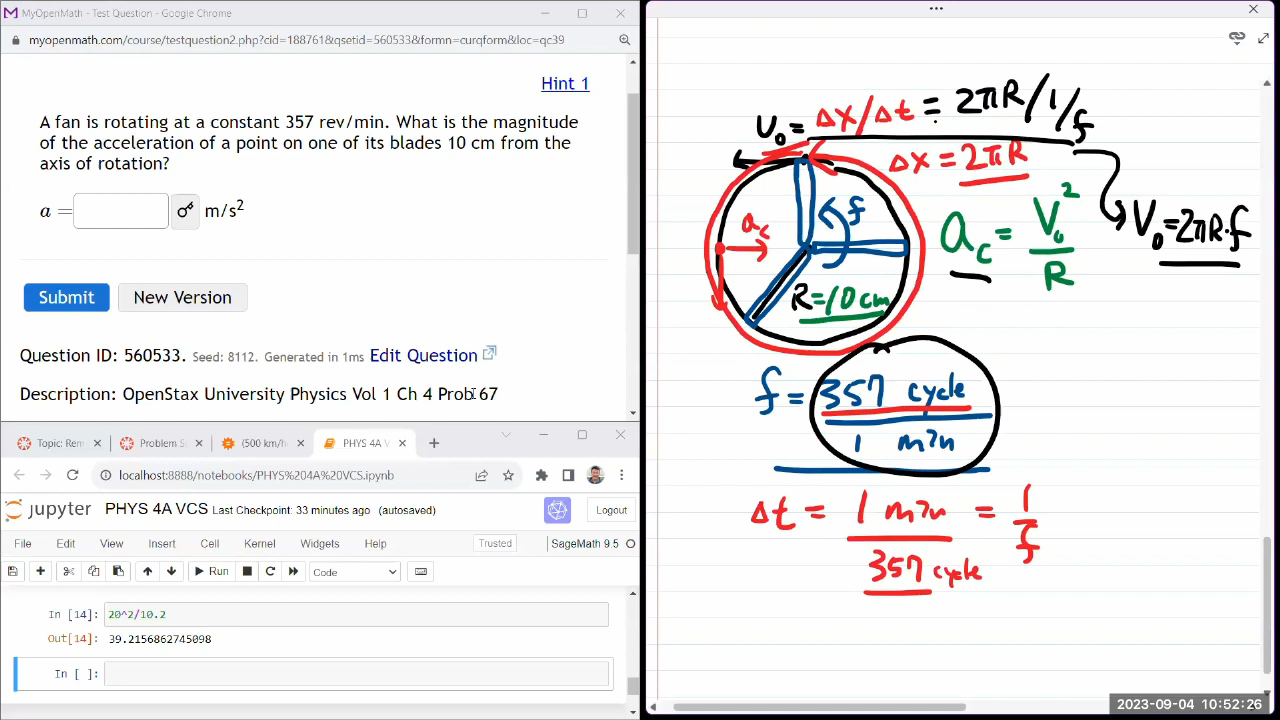 MyOpenMath - Test Question - Google Chrome
myopenmath.com/course/testquestion2.php?cid=188761&qsetid=560533&formn=curqform&loc=qc39
Hint 1
A fan is rotating at a constant 357 rev/min. What is the magnitude
of the acceleration of a point on one of its blades 10 cm from the
axis of rotation?
a = m/s²
Submit
New Version
Question ID: 560533. Seed: 8112. Generated in 1ms Edit Question
Description: OpenStax Univerity Physics Vol 1 Ch 4 Prob 67
Topic: Rem
Problem S
(500 km/h
PHYS 4A V
localhost:8888/notebooks/PHYS%204A%20VCS.ipynb
jupyter PHYS 4A VCS Last Checkpoint: 33 minutes ago (autosaved)
Logout
File Edit View Insert Cell Kernel Widgets Help
Trusted
SageMath 9.5
Run
Code
In [14]: 20^2/10.2
Out[14]: 39.2156862745098
In [ ]:
v₀ = Δx/Δt = 2πR/1/f
Δx = 2πR
a_c
f
R=10cm
a_c = v₀²/R
V₀=2πR·f
f = 357 cycle
1 min
Δt = 1 min = 1/f
357 cycle
2023-09-04 10:52:26